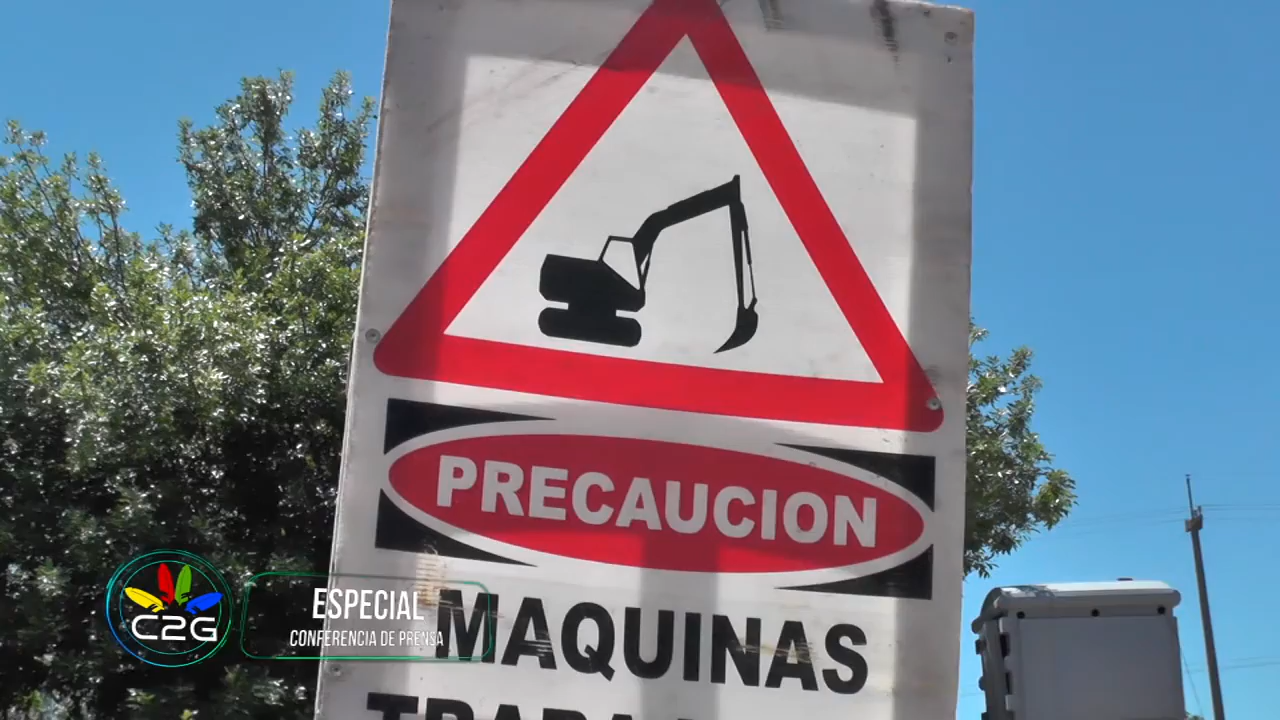 PRECAUCION
MAQUINAS
C2G
ESPECIAL
CONFERENCIA DE PRENSA